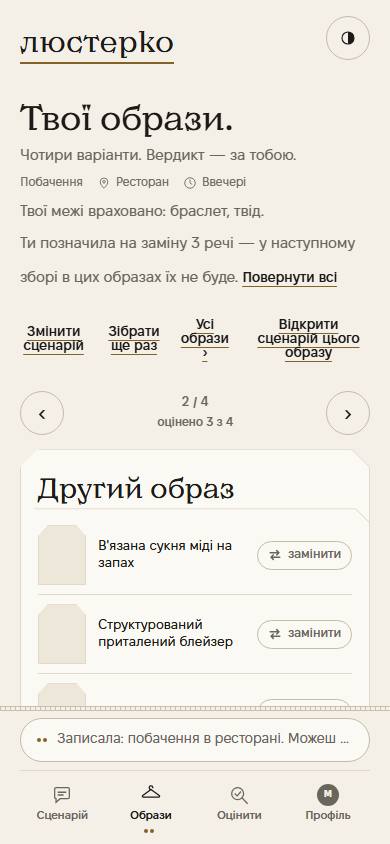 люстерко
Твої образи.
Чотири варіанти. Вердикт — за тобою.
Побачення Ресторан Ввечері
Твої межі враховано: браслет, твід.
Ти позначила на заміну 3 речі — у наступному
зборі в цих образах їх не буде. Повернути всі
Змінити
сценарій
Зібрати
ще раз
Усі
образи
›
Відкрити
сценарій цього
образу
‹
2 / 4
оцінено 3 з 4
›
Другий образ
В'язана сукня міді на
запах
замінити
Структурований
приталений блейзер
замінити
Записала: побачення в ресторані. Можеш ...
Сценарій
Образи
Оцінити
М
Профіль